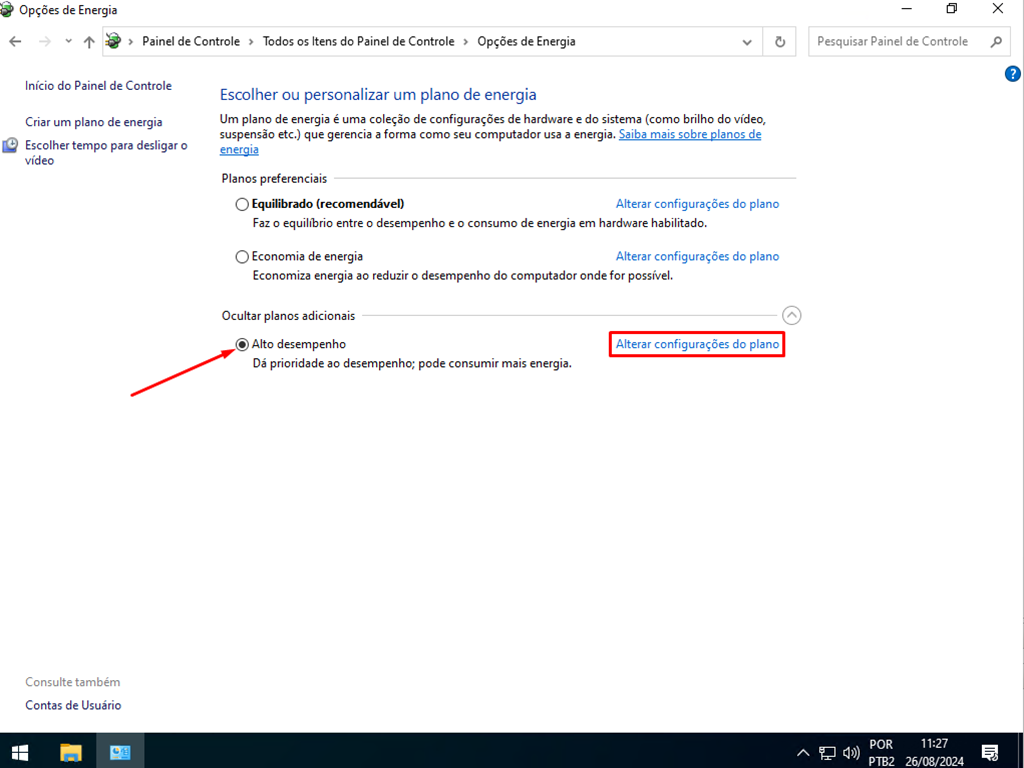 Opções de Energia
Painel de Controle > Todos os Itens do Painel de Controle > Opções de Energia
Pesquisar Painel de Controle
?
Início do Painel de Controle
Criar um plano de energia
Escolher tempo para desligar o
vídeo
Escolher ou personalizar um plano de energia
Um plano de energia é uma coleção de configurações de hardware e do sistema (como brilho do vídeo,
suspensão etc.) que gerencia a forma como seu computador usa a energia. Saiba mais sobre planos de
energia
Planos preferenciais
Equilibrado (recomendável) Alterar configurações do plano
Faz o equilíbrio entre o desempenho e o consumo de energia em hardware habilitado.
Economia de energia Alterar configurações do plano
Economiza energia ao reduzir o desempenho do computador onde for possível.
Ocultar planos adicionais
Alto desempenho Alterar configurações do plano
Dá prioridade ao desempenho; pode consumir mais energia.
Consulte também
Contas de Usuário
POR
PTB2
11:27
26/08/2024